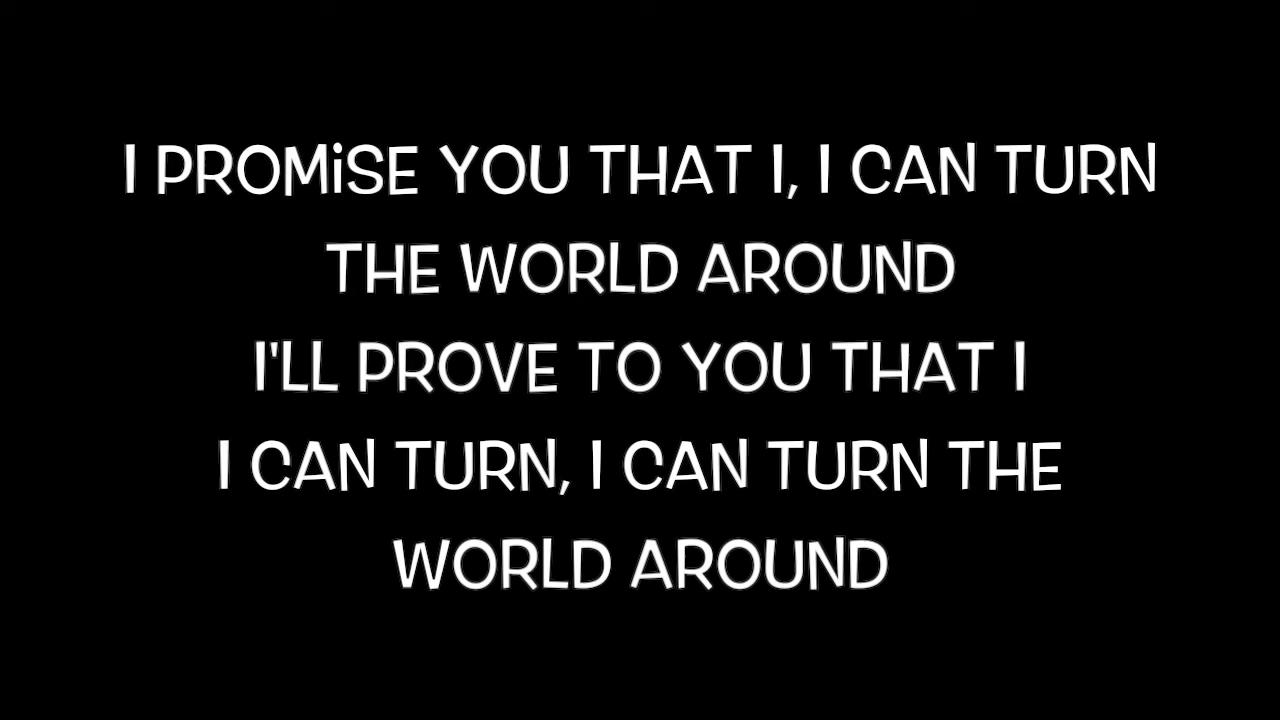 I PROMiSE YOU THAT I, I CAN TURN
THE WORLD AROUND
I'LL PROVE TO YOU THAT I
I CAN TURN, I CAN TURN THE
WORLD AROUND